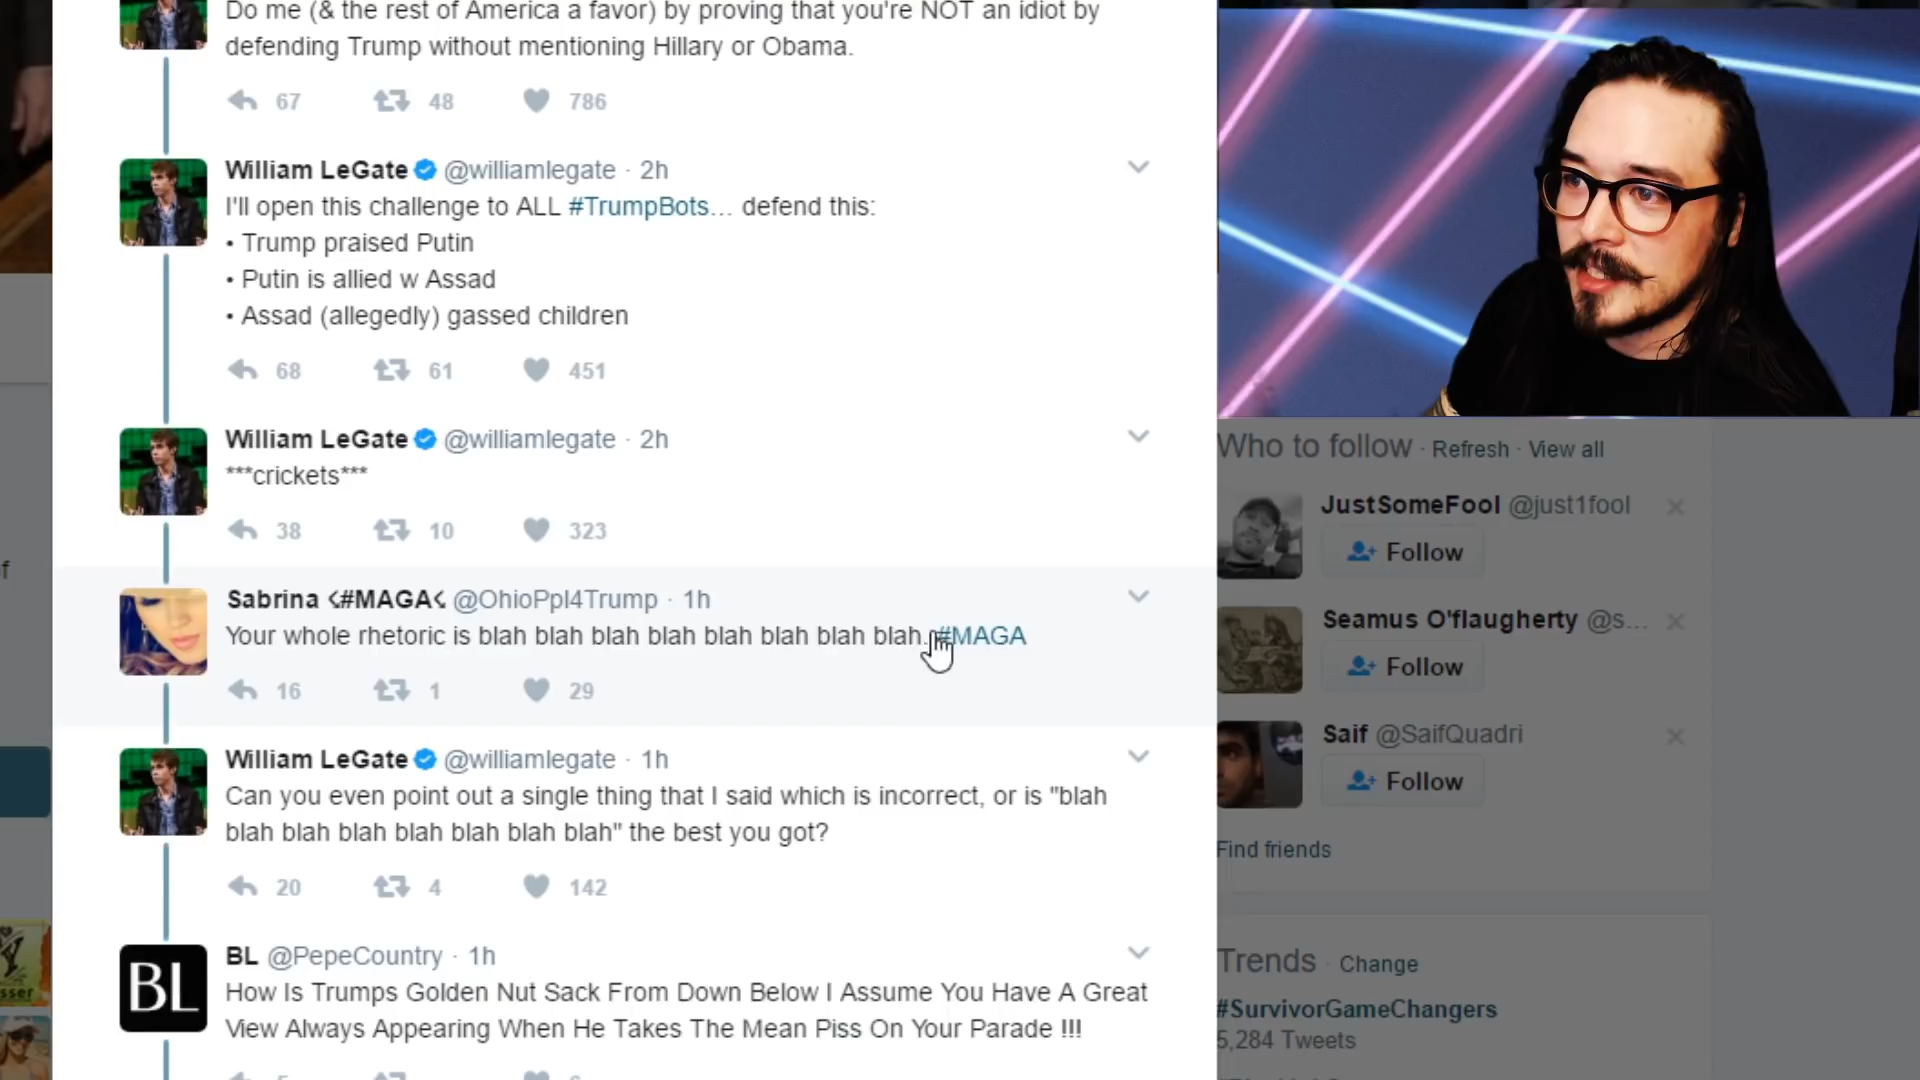 Do me (& the rest of America a favor) by proving that you're NOT an idiot by
defending Trump without mentioning Hillary or Obama.
67 48 786
William LeGate @williamlegate · 2h
I'll open this challenge to ALL #TrumpBots... defend this:
• Trump praised Putin
• Putin is allied w Assad
• Assad (allegedly) gassed children
68 61 451
William LeGate @williamlegate · 2h
***crickets***
38 10 323
Sabrina <#MAGA< @OhioPpl4Trump · 1h
Your whole rhetoric is blah blah blah blah blah blah blah blah. #MAGA
16 1 29
William LeGate @williamlegate · 1h
Can you even point out a single thing that I said which is incorrect, or is "blah
blah blah blah blah blah blah blah" the best you got?
20 4 142
BL @PepeCountry · 1h
How Is Trumps Golden Nut Sack From Down Below I Assume You Have A Great
View Always Appearing When He Takes The Mean Piss On Your Parade !!!
BL
Who to follow · Refresh · View all
JustSomeFool @just1fool
Follow
Seamus O'flaugherty @s...
Follow
Saif @SaifQuadri
Follow
Find friends
Trends · Change
#SurvivorGameChangers
5,284 Tweets